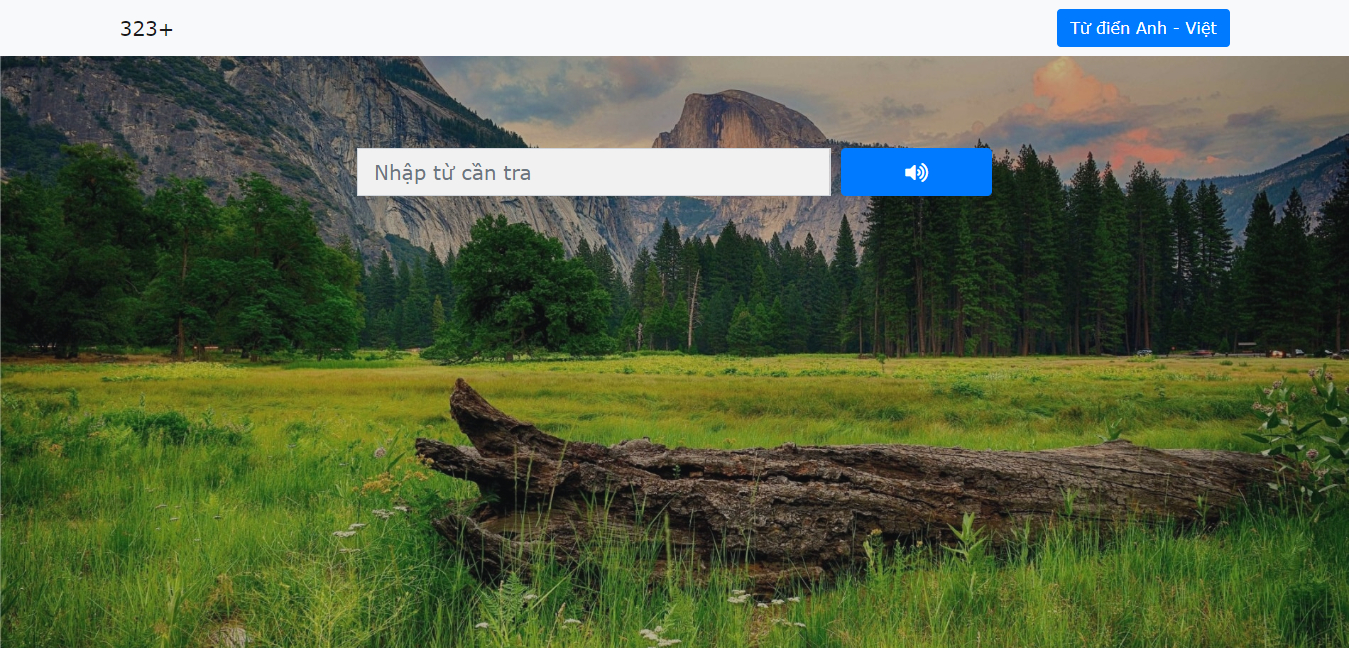 323+
Từ điển Anh - Việt
Nhập từ cần tra